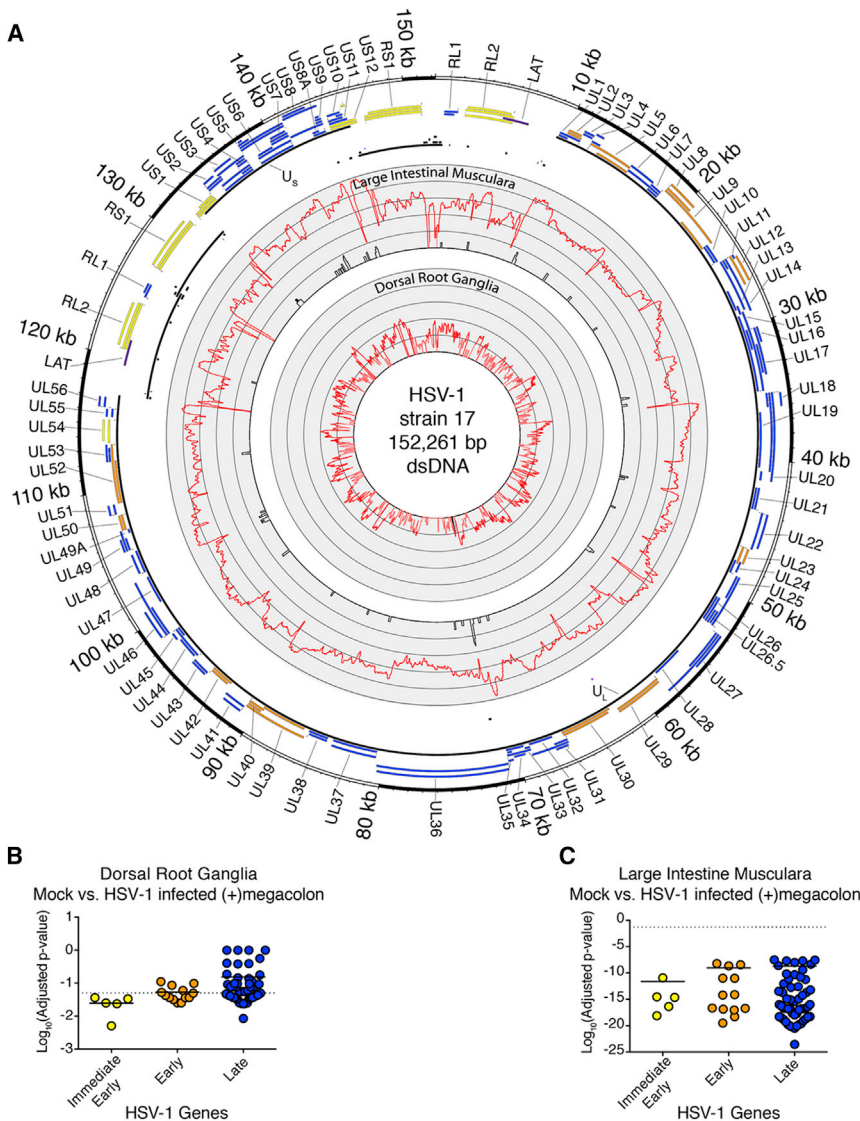 A
150 kb
RL1
RL2
LAT
10 kb
UL1
UL2
UL3
UL4
UL5
UL6
UL7
UL8
20 kb
UL9
UL10
UL11
UL12
UL13
UL14
30 kb
UL15
UL16
UL17
UL18
UL19
40 kb
UL20
UL21
UL22
UL23
UL24
UL25
50 kb
UL26
UL26.5
UL27
UL28
60 kb
UL29
UL30
UL31
UL32
UL33
70 kb
UL34
UL35
UL36
80 kb
UL37
UL38
UL39
UL40
90 kb
UL41
UL42
UL43
UL44
UL45
UL46
100 kb
UL47
UL48
UL49
UL49A
UL50
UL51
110 kb
UL52
UL53
UL54
UL55
UL56
LAT
120 kb
RL2
RL1
RS1
130 kb
US1
US2
US3
US4
US5
US6
140 kb
US7
US8
US8A
US9
US10
US11
US12
RS1
US
UL
Large Intestinal Musculara
Dorsal Root Ganglia
HSV-1
strain 17
152,261 bp
dsDNA
B
Dorsal Root Ganglia
Mock vs. HSV-1 infected (+)megacolon
Log10(Adjusted p-value)
1
0
-1
-2
-3
Immediate
Early
Early
Late
HSV-1 Genes
C
Large Intestine Musculara
Mock vs. HSV-1 infected (+)megacolon
Log10(Adjusted p-value)
0
-5
-10
-15
-20
-25
Immediate
Early
Early
Late
HSV-1 Genes